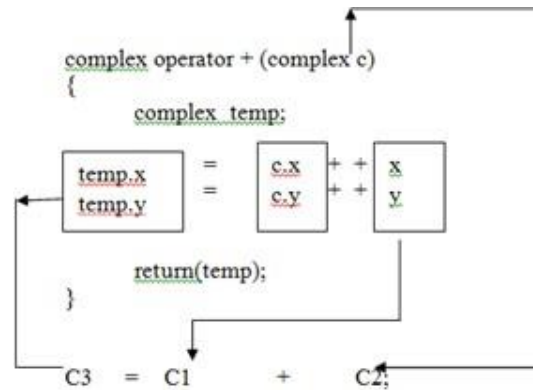 complex operator + (complex c)
{
complex temp;
temp.x = c.x + + x
temp.y = c.y + + y
return(temp);
}
C3 = C1 + C2;